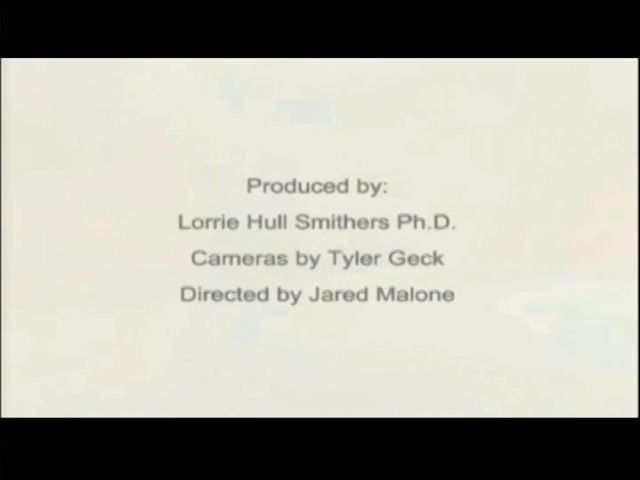 Produced by:
Lorrie Hull Smithers Ph.D.
Cameras by Tyler Geck
Directed by Jared Malone